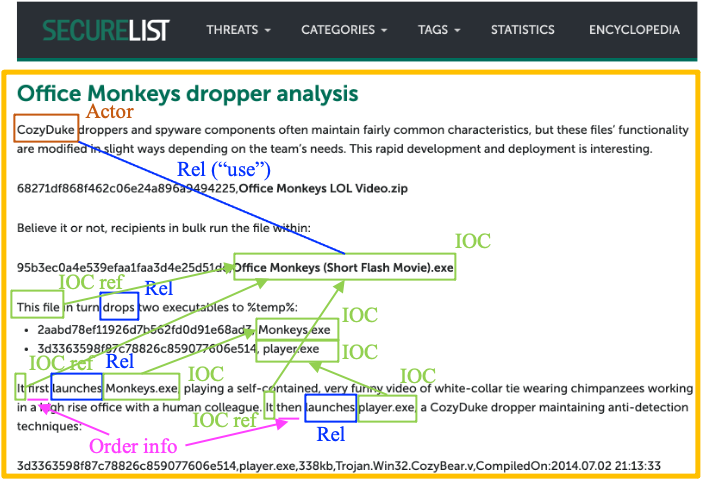 SECURELIST THREATS CATEGORIES TAGS STATISTICS ENCYCLOPEDIA
Office Monkeys dropper analysis
Actor
CozyDuke droppers and spyware components often maintain fairly common characteristics, but these files' functionality
are modified in slight ways depending on the team's needs. This rapid development and deployment is insensible.
Rel ("use")
68271df868f462c06e24a896a9494225,Office Monkeys LOL Video.zip
Believe it or not, recipients in bulk run the file within:
IOC
95b3ec0a4e539efaa1faa3d4e25d51de,Office Monkeys (Short Flash Movie).exe
IOC ref Rel
This file in turn drops two executables to %temp%:
IOC
2aabd78ef11926d7b562fd0d91e68ad3, Monkeys.exe
3d3363598f87c78826c859077606e514, player.exe
IOC
IOC ref Rel IOC
It first launches Monkeys.exe, playing a self-contained, very funny video of white-collar tie wearing chimpanzees working
in a high rise office with a human colleague. It then launches player.exe, a CozyDuke dropper maintaining anti-detection
techniques:
IOC ref
Order info Rel
3d3363598f87c78826c859077606e514,player.exe,338kb,Trojan.Win32.CozyBear.v,CompiledOn:2014.07.02 21:13:33